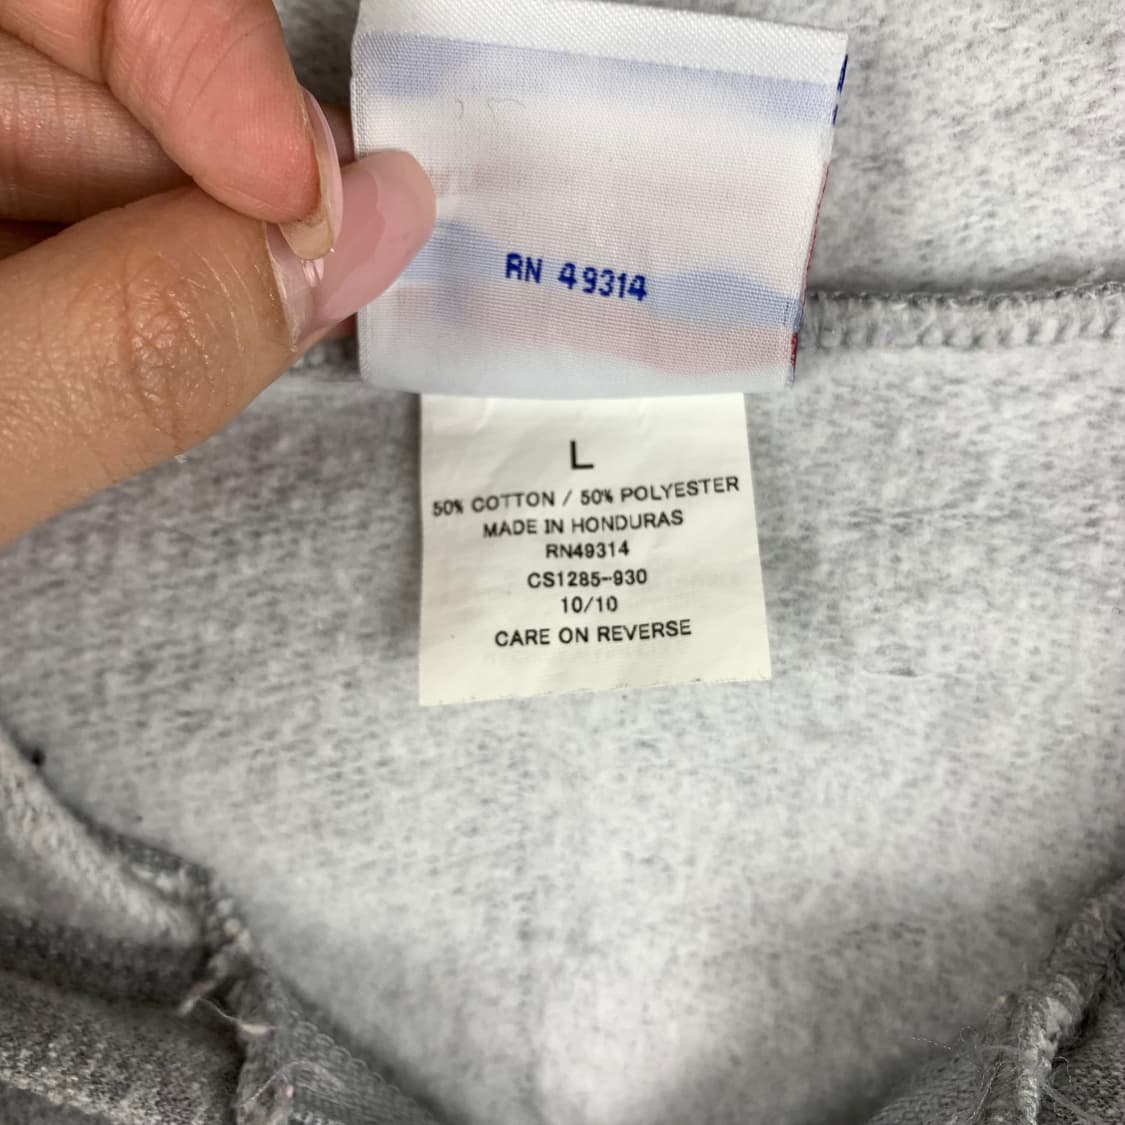 RN 49314
L
50% COTTON / 50% POLYESTER
MADE IN HONDURAS
RN49314
CS1285-930
10/10
CARE ON REVERSE